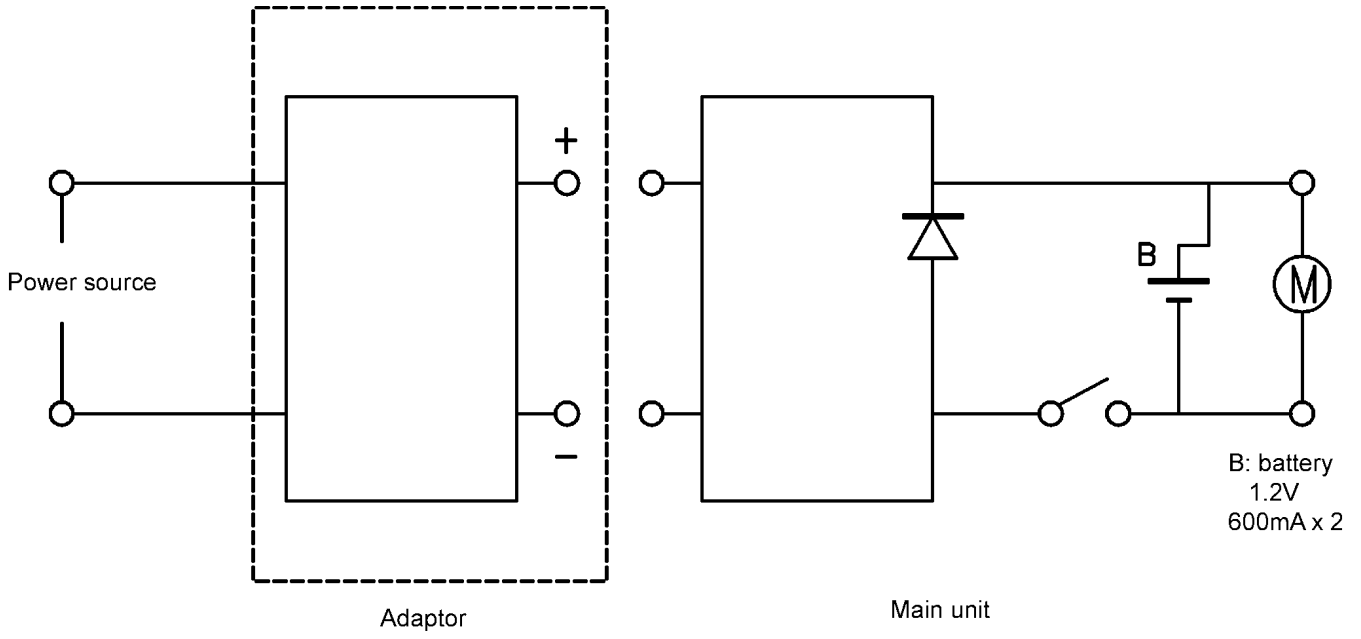 +
Power source
B
M
−
B: battery
1.2V
600mA x 2
Adaptor
Main unit